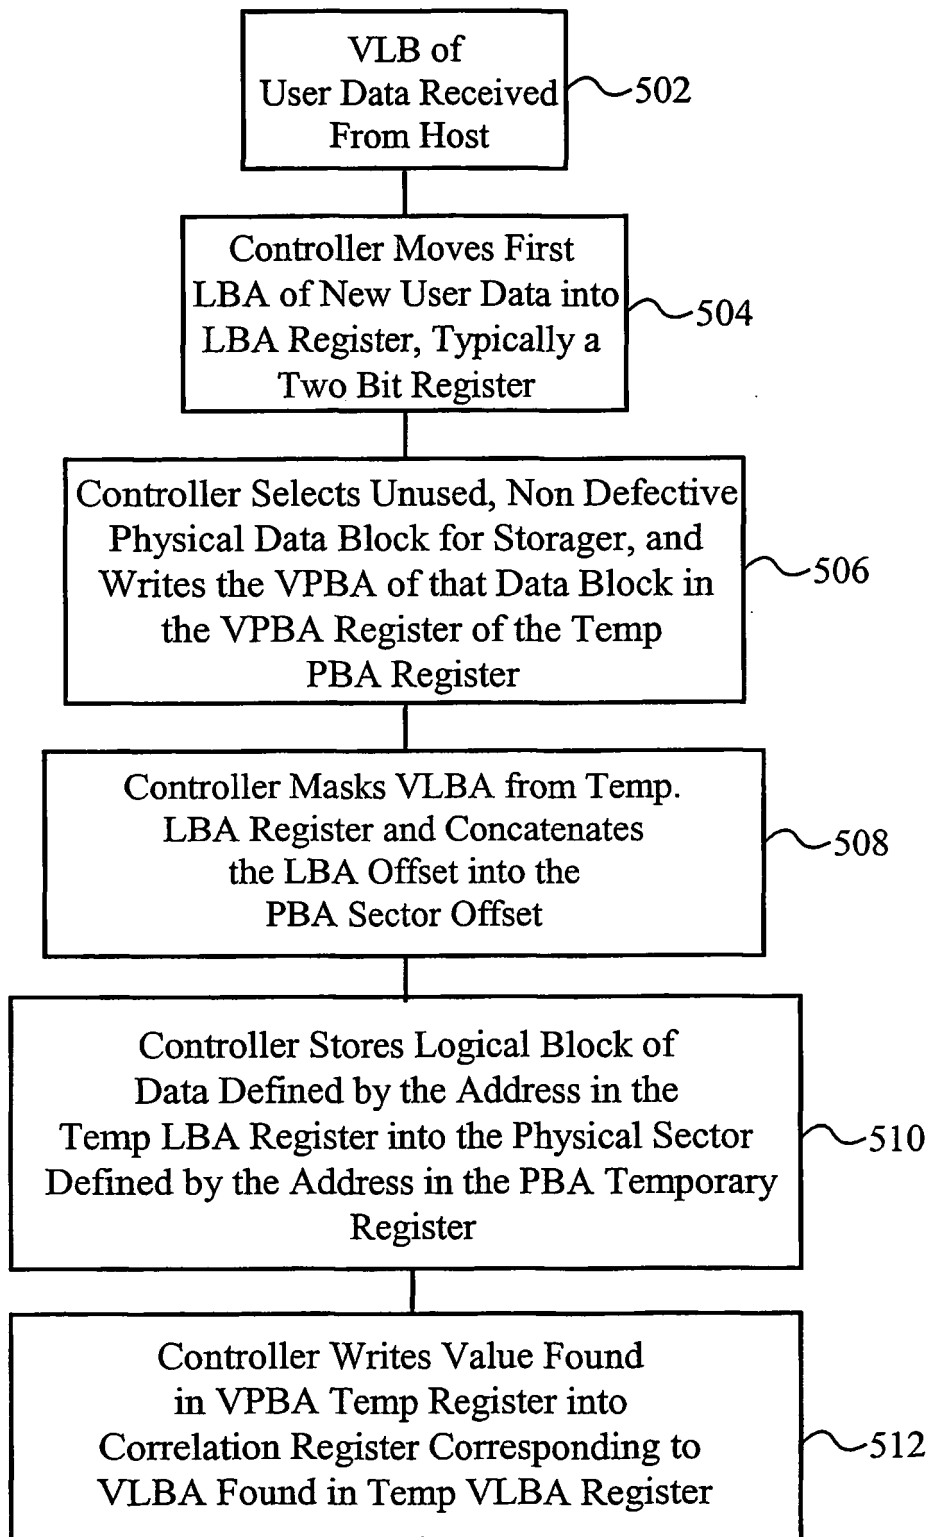 VLB of
User Data Received
From Host
502
Controller Moves First
LBA of New User Data into
LBA Register, Typically a
Two Bit Register
504
Controller Selects Unused, Non Defective
Physical Data Block for Storager, and
Writes the VPBA of that Data Block in
the VPBA Register of the Temp
PBA Register
506
Controller Masks VLBA from Temp.
LBA Register and Concatenates
the LBA Offset into the
PBA Sector Offset
508
Controller Stores Logical Block of
Data Defined by the Address in the
Temp LBA Register into the Physical Sector
Defined by the Address in the PBA Temporary
Register
510
Controller Writes Value Found
in VPBA Temp Register into
Correlation Register Corresponding to
VLBA Found in Temp VLBA Register
512